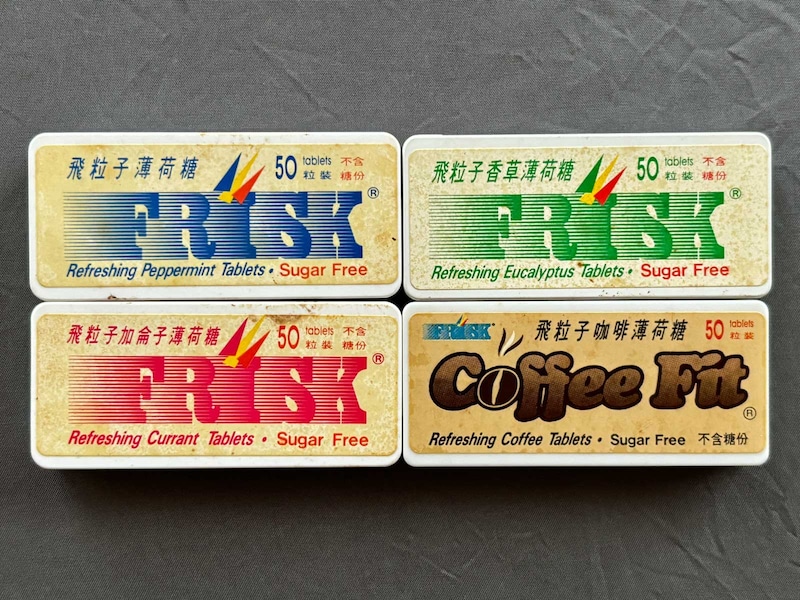 飛粒子薄荷糖 50 tablets 不含
粒裝 糖份
FRISK®
Refreshing Peppermint Tablets • Sugar Free
飛粒子香草薄荷糖 50 tablets 不含
粒裝 糖份
FRISK®
Refreshing Eucalyptus Tablets • Sugar Free
飛粒子加侖子薄荷糖 50 tablets 不含
粒裝 糖份
FRISK®
Refreshing Currant Tablets • Sugar Free
FRISK® 飛粒子咖啡薄荷糖 50 tablets
粒裝
Coffee Fit®
Refreshing Coffee Tablets • Sugar Free 不含糖份